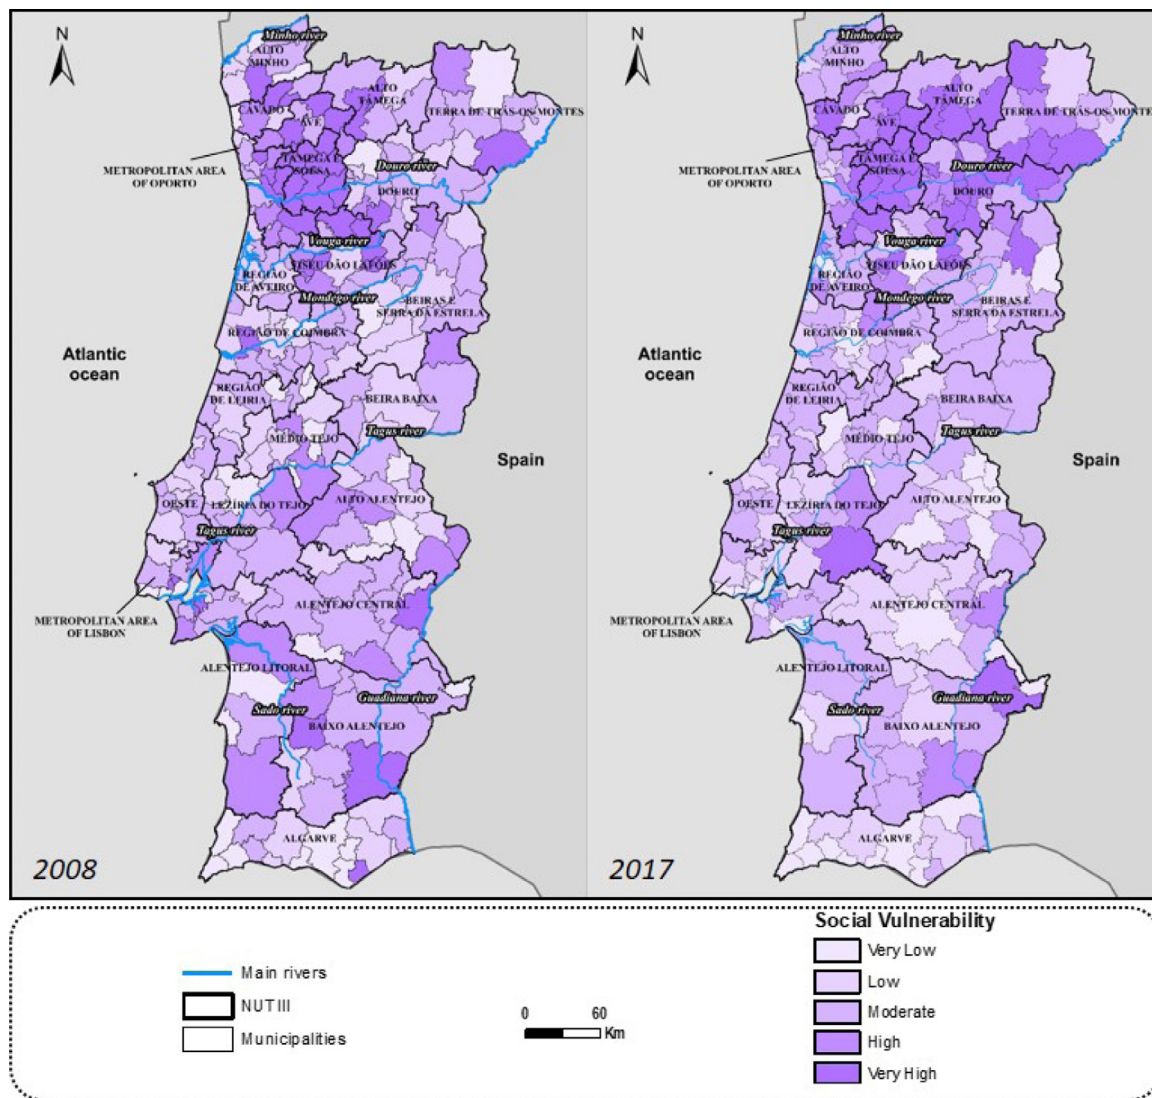 N
Minho river
ALTO
MINHO
CAVADO
AVE
ALTO
TÂMEGA
TERRA DE TRÁS-OS-MONTES
METROPOLITAN AREA
OF OPORTO
TÂMEGA E
SOUSA
Douro river
DOURO
Vouga river
VISEU DÃO LAFÕES
REGIÃO
DE AVEIRO
Mondego river
BEIRAS E
SERRA DA ESTRELA
REGIÃO DE COIMBRA
Atlantic
ocean
REGIÃO
DE LEIRIA
BEIRA BAIXA
MÉDIO TEJO
Tagus river
Spain
OESTE
LEZÍRIA DO TEJO
ALTO ALENTEJO
Tagus river
METROPOLITAN AREA
OF LISBON
ALENTEJO CENTRAL
ALENTEJO LITORAL
Sado river
Guadiana river
BAIXO ALENTEJO
ALGARVE
2008
N
Minho river
ALTO
MINHO
CAVADO
AVE
ALTO
TÂMEGA
TERRA DE TRÁS-OS-MONTES
METROPOLITAN AREA
OF OPORTO
TÂMEGA E
SOUSA
Douro river
DOURO
Vouga river
VISEU DÃO LAFÕES
REGIÃO
DE AVEIRO
Mondego river
BEIRAS E
SERRA DA ESTRELA
REGIÃO DE COIMBRA
Atlantic
ocean
REGIÃO
DE LEIRIA
BEIRA BAIXA
MÉDIO TEJO
Tagus river
Spain
OESTE
LEZÍRIA DO TEJO
ALTO ALENTEJO
Tagus river
METROPOLITAN AREA
OF LISBON
ALENTEJO CENTRAL
ALENTEJO LITORAL
Sado river
Guadiana river
BAIXO ALENTEJO
ALGARVE
2017
Main rivers
NUT III
Municipalities
0 60
Km
Social Vulnerability
Very Low
Low
Moderate
High
Very High